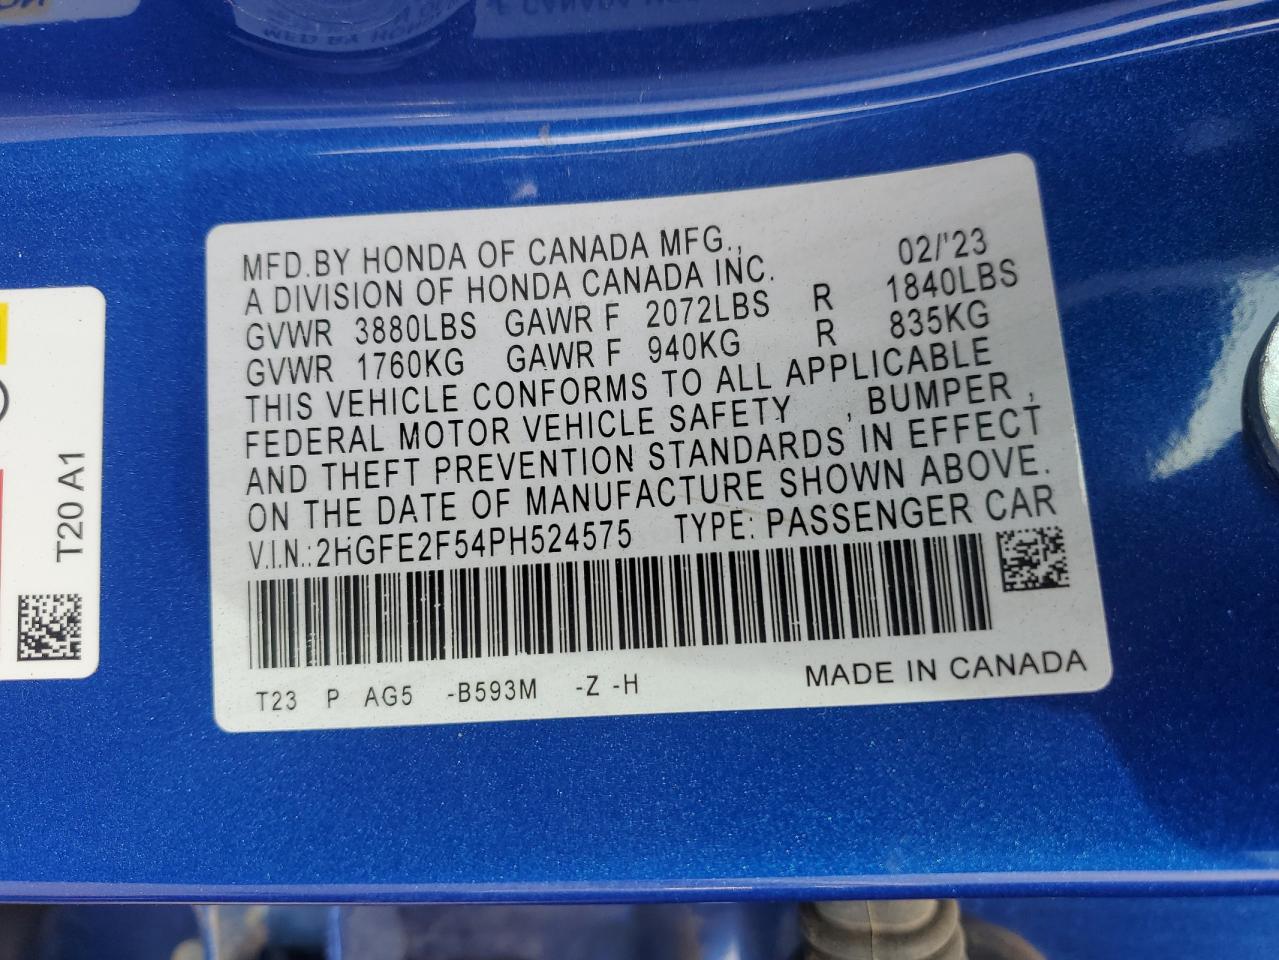 MFD.BY HONDA OF CANADA MFG., 02/'23
A DIVISION OF HONDA CANADA INC.
GVWR 3880LBS GAWR F 2072LBS R 1840LBS
GVWR 1760KG GAWR F 940KG R 835KG
THIS VEHICLE CONFORMS TO ALL APPLICABLE
FEDERAL MOTOR VEHICLE SAFETY , BUMPER ,
AND THEFT PREVENTION STANDARDS IN EFFECT
ON THE DATE OF MANUFACTURE SHOWN ABOVE.
V.I.N.:2HGFE2F54PH524575 TYPE: PASSENGER CAR
T23 P AG5 -B593M -Z -H MADE IN CANADA
T20 A1